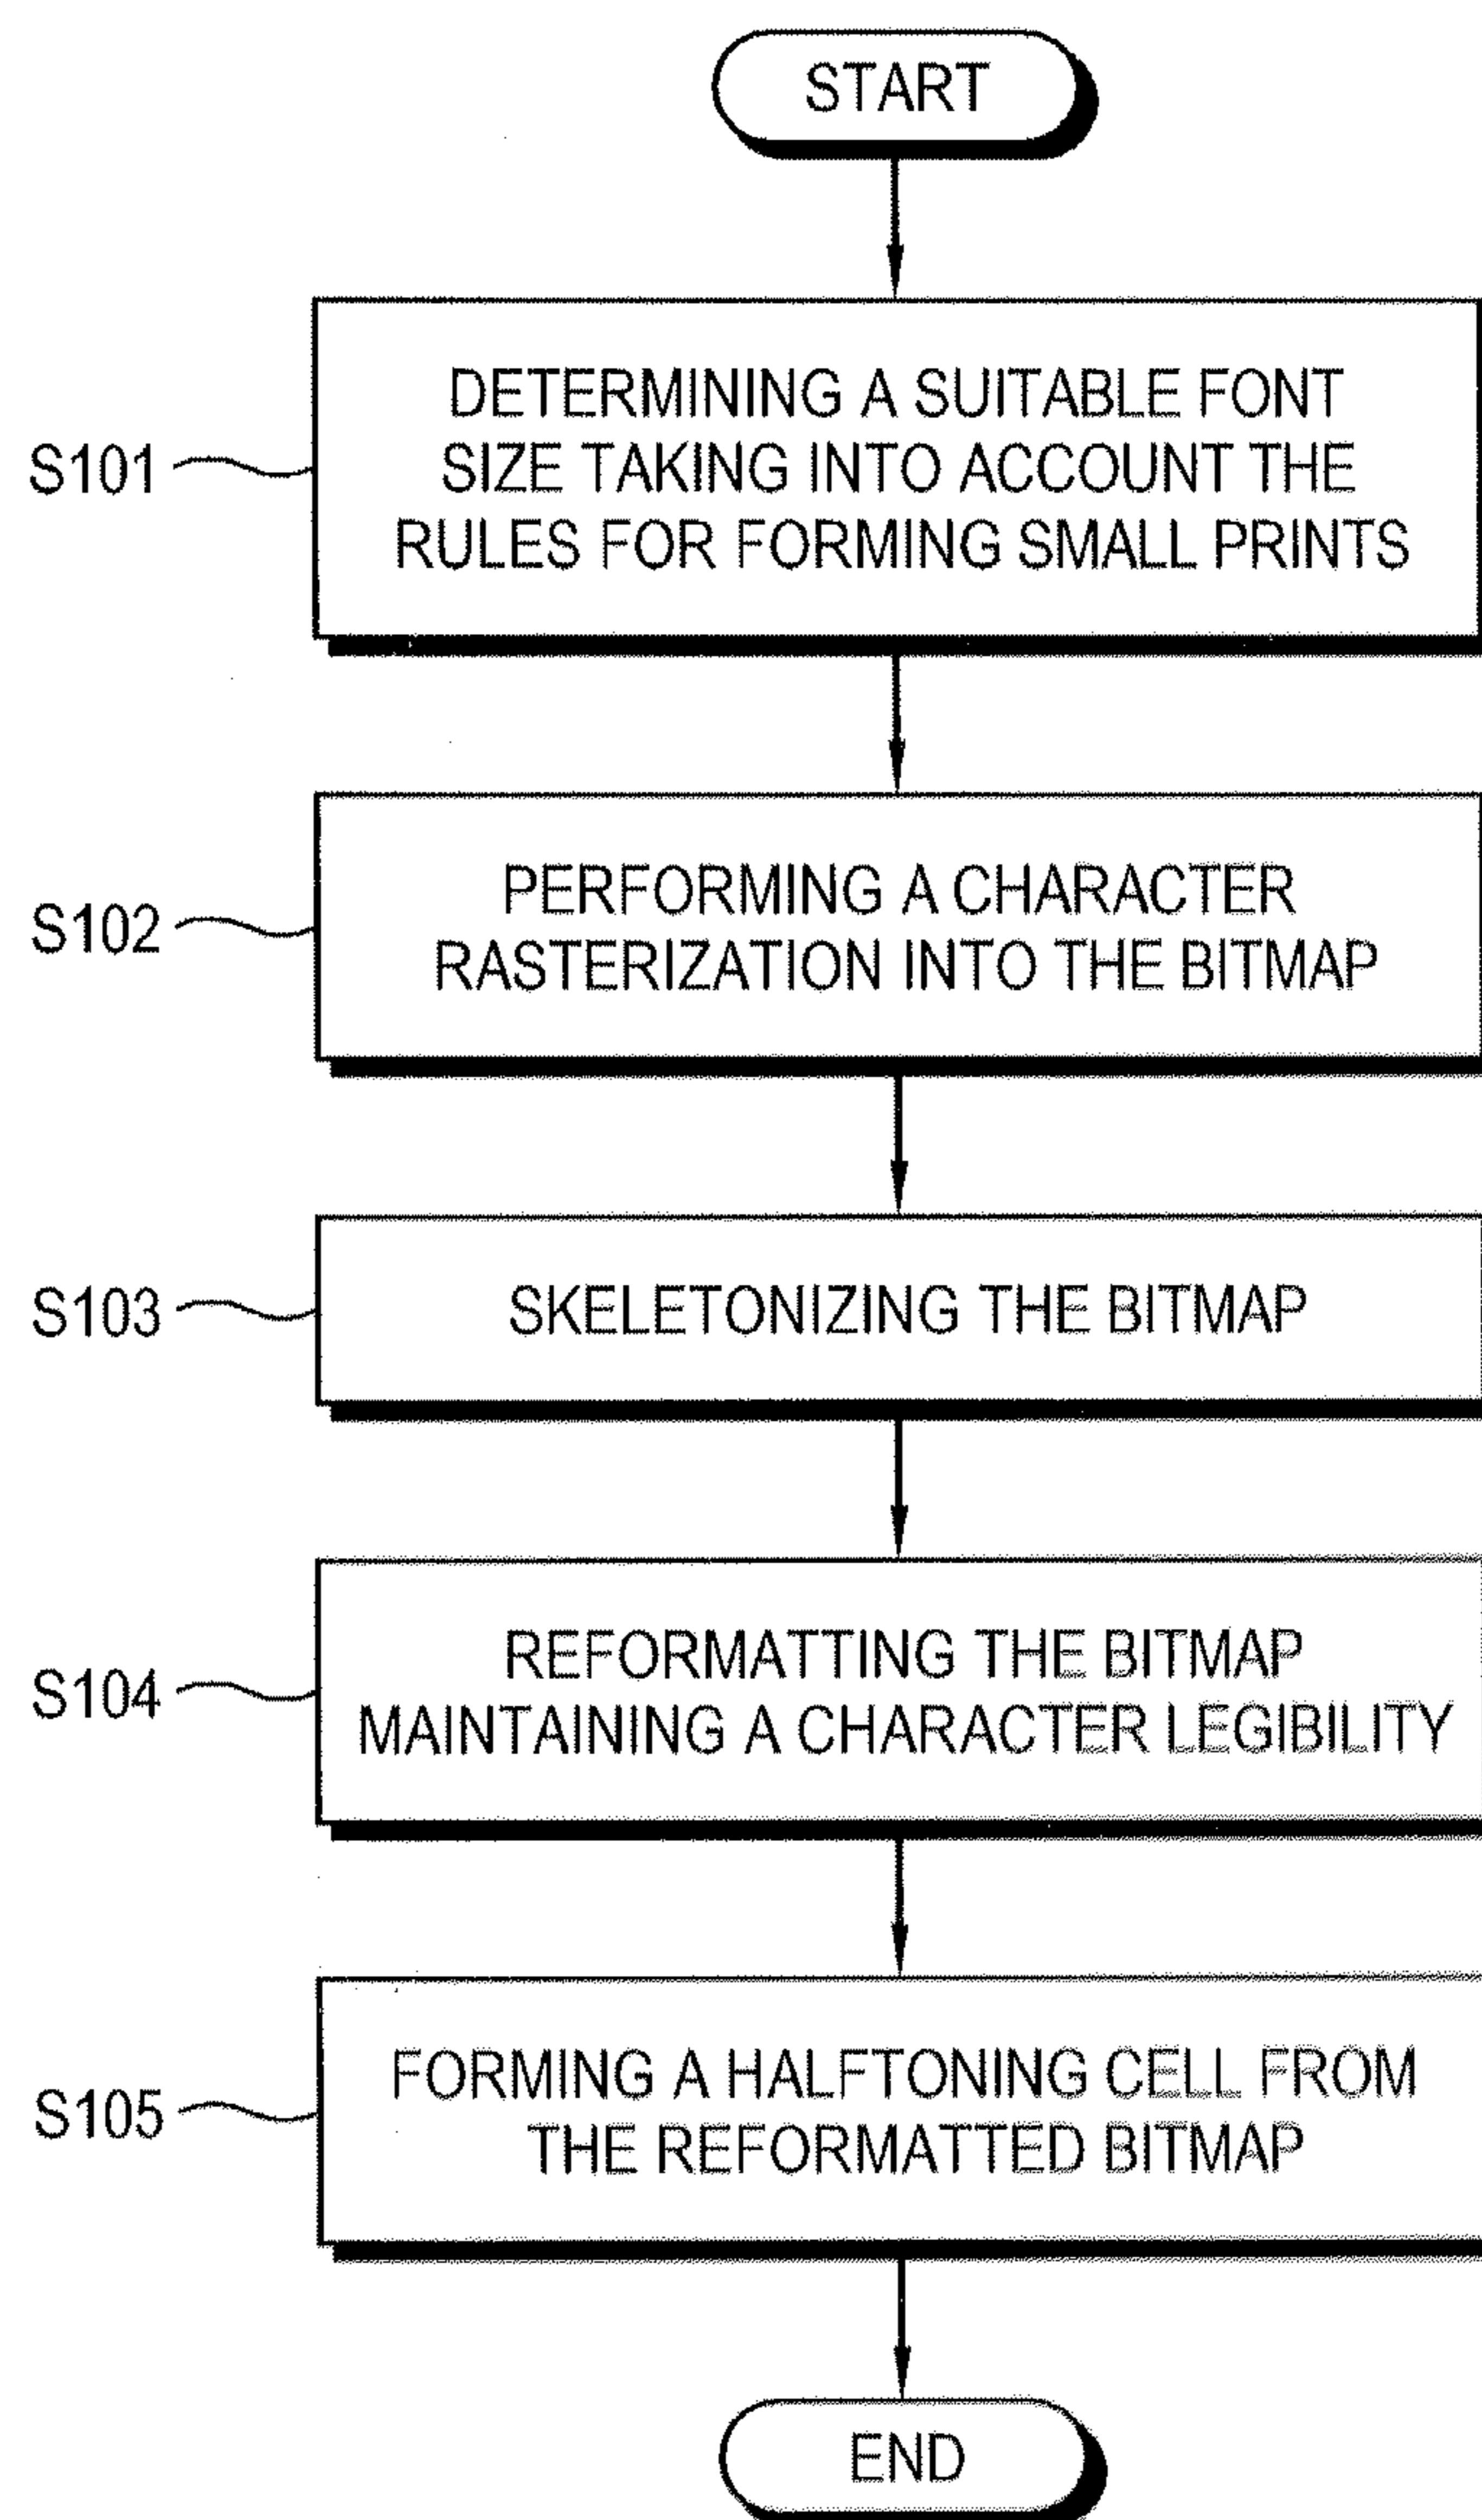 START
S101
DETERMINING A SUITABLE FONT
SIZE TAKING INTO ACCOUNT THE
RULES FOR FORMING SMALL PRINTS
S102
PERFORMING A CHARACTER
RASTERIZATION INTO THE BITMAP
S103
SKELETONIZING THE BITMAP
S104
REFORMATTING THE BITMAP
MAINTAINING A CHARACTER LEGIBILITY
S105
FORMING A HALFTONING CELL FROM
THE REFORMATTED BITMAP
END